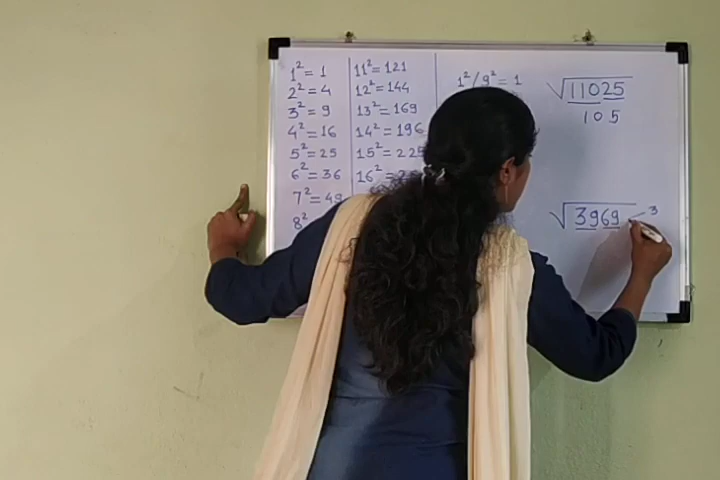 1² = 1
2² = 4
3² = 9
4² = 16
5² = 25
6² = 36
7² = 49
8²
11² = 121
12² = 144
13² = 169
14² = 196
15² = 225
16² =
1² / 9² = 1
√11025
105
√3969
3